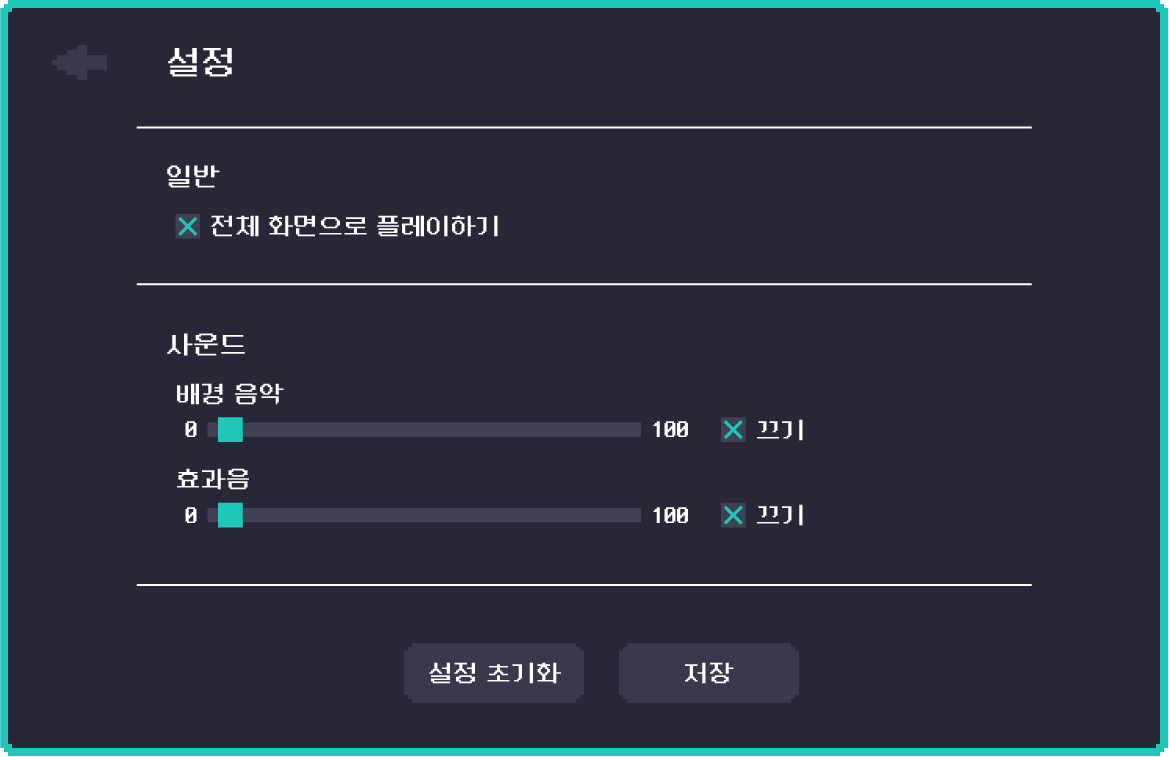 설정
일반
전체 화면으로 플레이하기
사운드
배경 음악
0 100 끄기
효과음
0 100 끄기
설정 초기화 저장